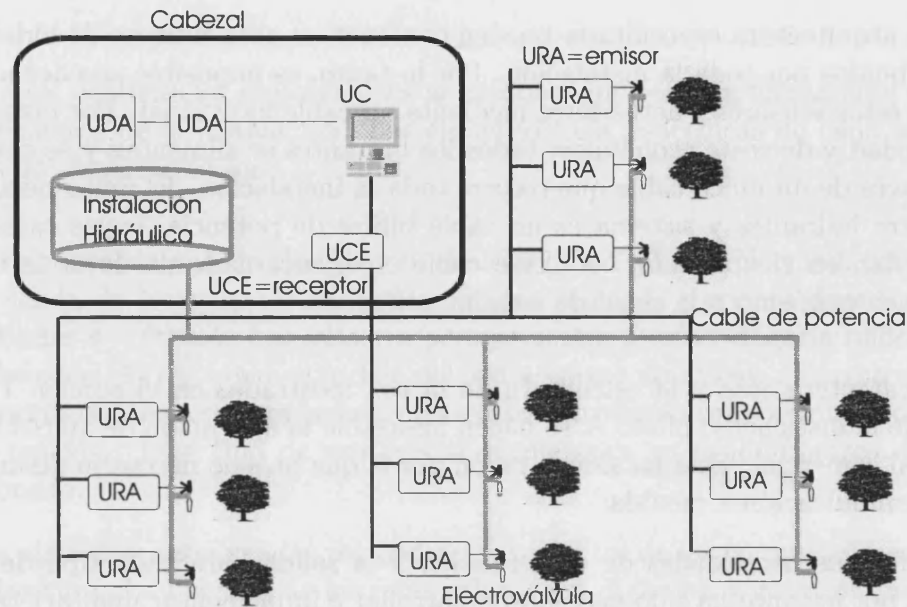 Cabezal
URA=emisor
UDA
UDA
UC
URA
URA
Instalación
Hidráulica
UCE
URA
UCE=receptor
Cable de potencia
URA
URA
URA
URA
URA
URA
URA
URA
URA
Electroválvula